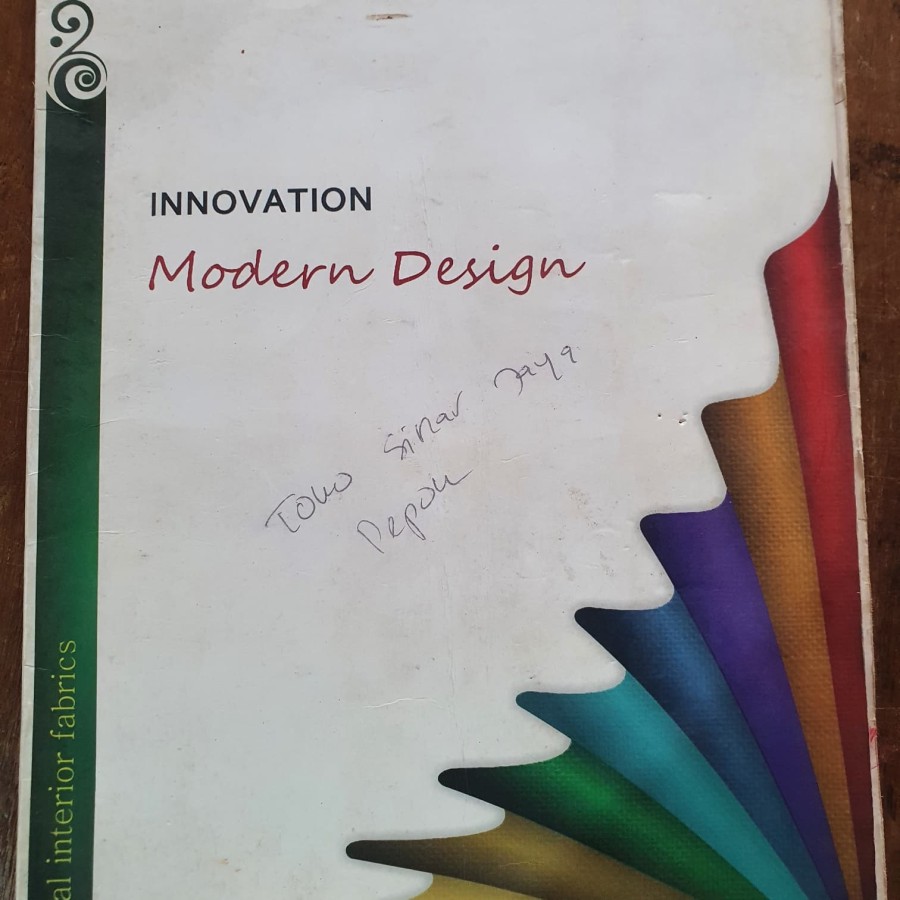 INNOVATION
Modern Design
Toko Sinar Jaya
Depok
al interior fabrics